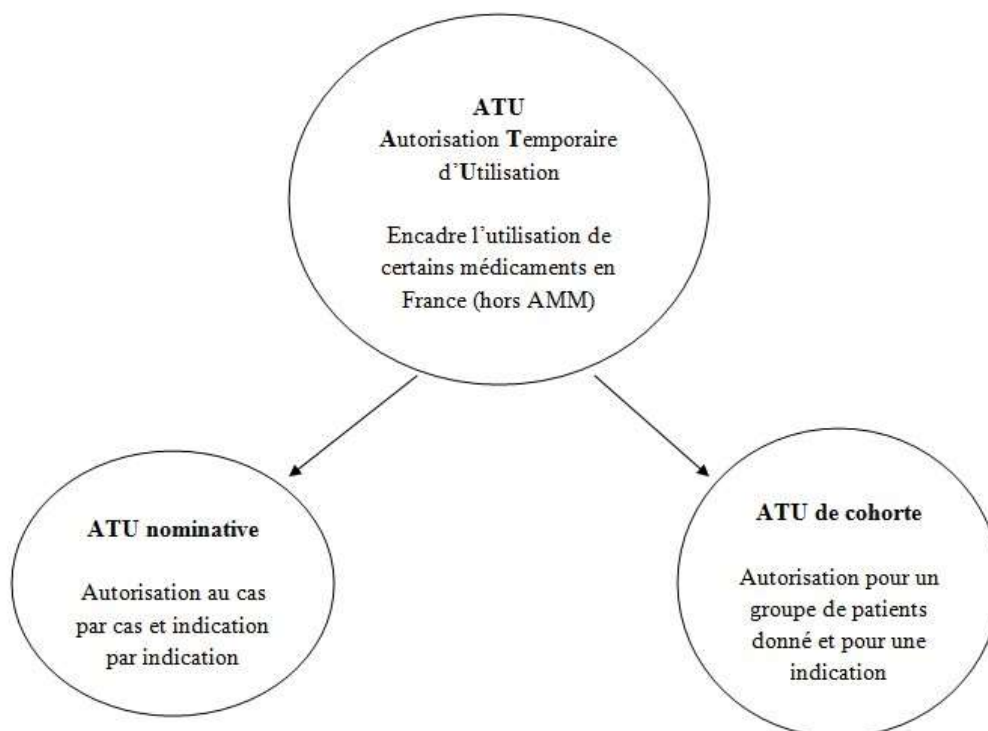 ATU
Autorisation Temporaire
d’Utilisation
Encadre l’utilisation de
certains médicaments en
France (hors AMM)
ATU nominative
Autorisation au cas
par cas et indication
par indication
ATU de cohorte
Autorisation pour un
groupe de patients
donné et pour une
indication